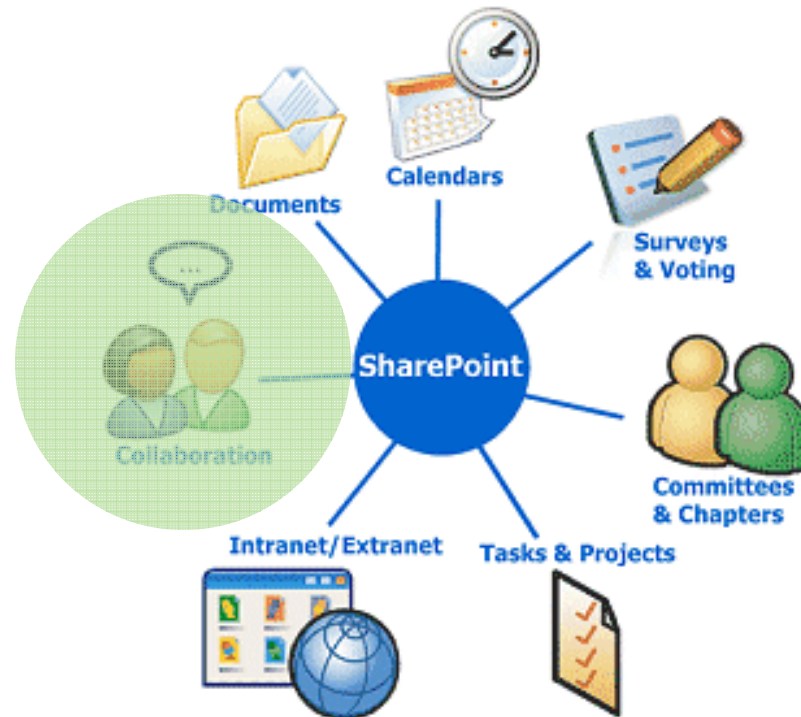 Calendars
Documents
Surveys
& Voting
...
SharePoint
Collaboration
Committees
& Chapters
Intranet/Extranet
Tasks & Projects